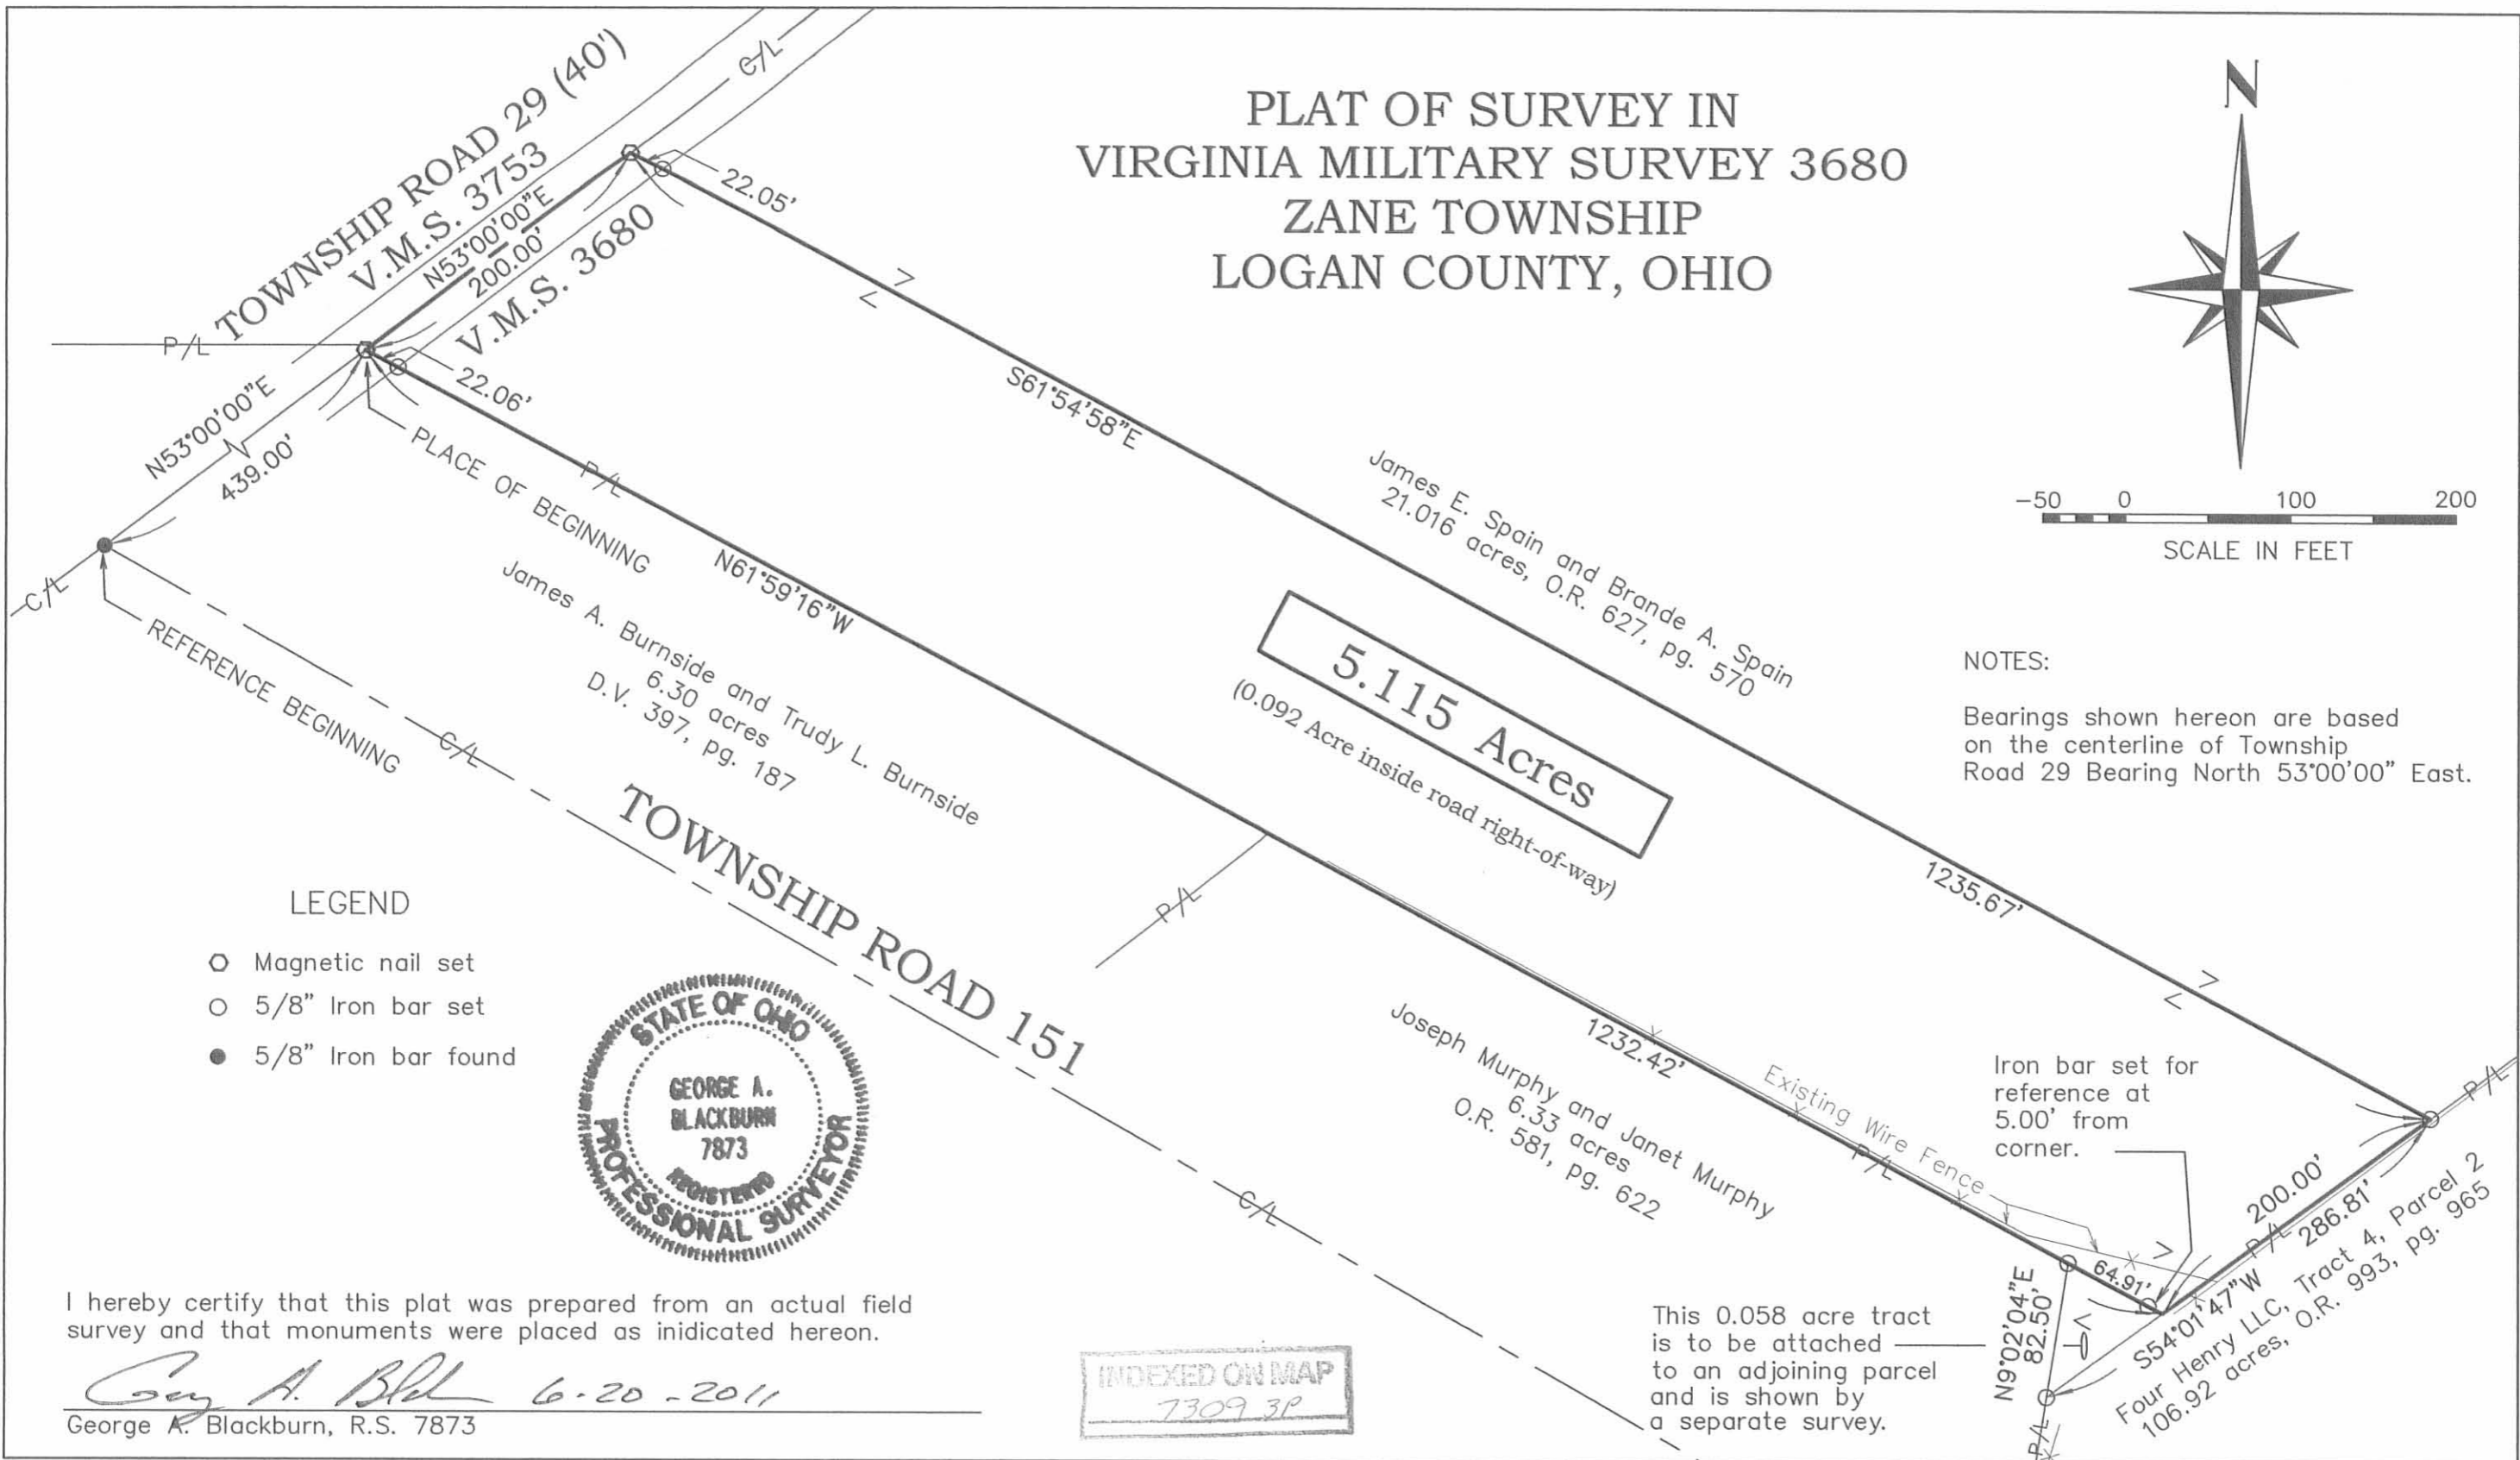 PLAT OF SURVEY IN
VIRGINIA MILITARY SURVEY 3680
ZANE TOWNSHIP
LOGAN COUNTY, OHIO
N
-50 0 100 200
SCALE IN FEET
NOTES:
Bearings shown hereon are based
on the centerline of Township
Road 29 Bearing North 53°00'00" East.
C/L
TOWNSHIP ROAD 29 (40')
V.M.S. 3753
N53°00'00"E
200.00'
V.M.S. 3680
22.05'
P/L
22.06'
N53°00'00"E
439.00'
PLACE OF BEGINNING
P/L
C/L
REFERENCE BEGINNING
C/L
S61°54'58"E
1235.67'
James E. Spain and Brande A. Spain
21.016 acres, O.R. 627, pg. 570
5.115 Acres
(0.092 Acre inside road right-of-way)
N61°59'16"W
1232.42'
James A. Burnside and Trudy L. Burnside
6.30 acres
D.V. 397, pg. 187
TOWNSHIP ROAD 151
P/L
C/L
Joseph Murphy and Janet Murphy
6.33 acres
O.R. 581, pg. 622
Existing Wire Fence
P/L
Iron bar set for
reference at
5.00' from
corner.
P/L
200.00'
P/L
286.81'
S54°01'47"W
Four Henry LLC, Tract 4, Parcel 2
106.92 acres, O.R. 993, pg. 965
64.91'
N9°02'04"E
82.50'
P/L
This 0.058 acre tract
is to be attached
to an adjoining parcel
and is shown by
a separate survey.
LEGEND
Magnetic nail set
5/8" Iron bar set
5/8" Iron bar found
STATE OF OHIO
GEORGE A.
BLACKBURN
7873
REGISTERED
PROFESSIONAL SURVEYOR
I hereby certify that this plat was prepared from an actual field
survey and that monuments were placed as inidicated hereon.
6-20-2011
George A. Blackburn, R.S. 7873
INDEXED ON MAP
7309 3P